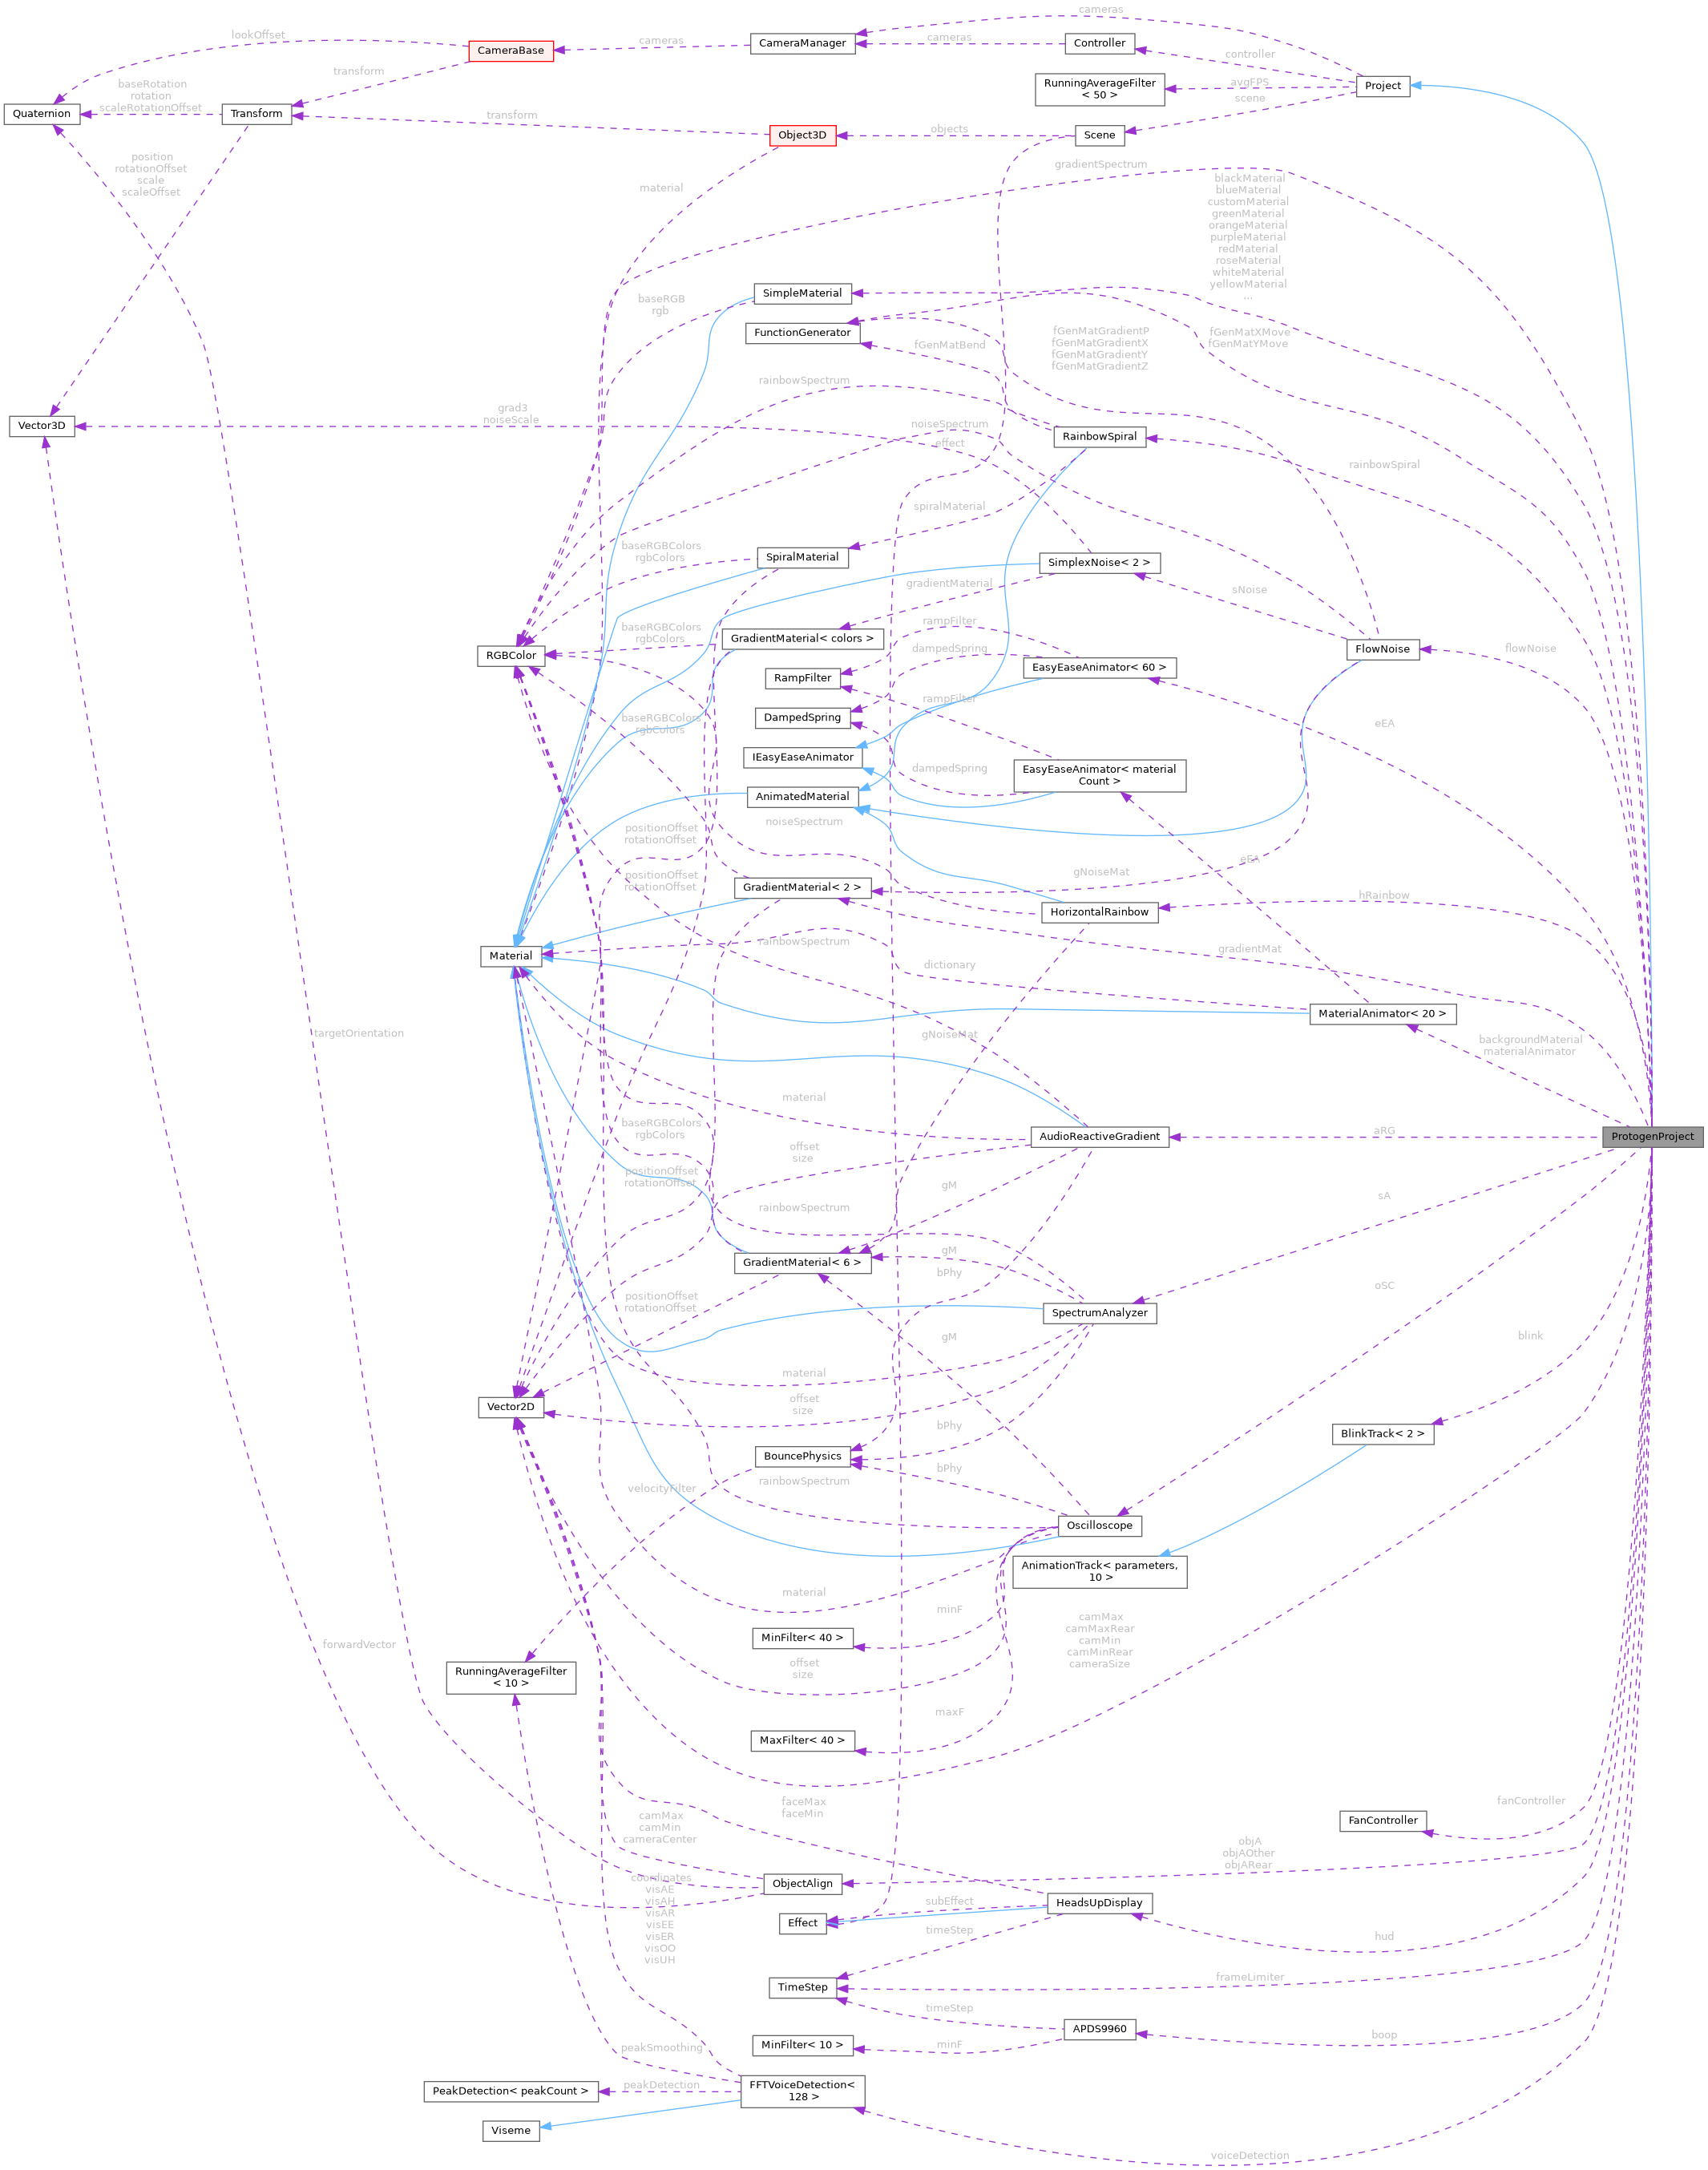 cameras
lookOffset
cameras
cameras
CameraBase
CameraManager
Controller
controller
transform
baseRotation
rotation
scaleRotationOffset
RunningAverageFilter
< 50 >
avgFPS
Project
scene
Quaternion
Transform
transform
Object3D
objects
Scene
position
rotationOffset
scale
scaleOffset
material
gradientSpectrum
blackMaterial
blueMaterial
customMaterial
greenMaterial
orangeMaterial
purpleMaterial
redMaterial
roseMaterial
whiteMaterial
yellowMaterial
...
SimpleMaterial
baseRGB
rgb
FunctionGenerator
fGenMatBend
fGenMatGradientP
fGenMatGradientX
fGenMatGradientY
fGenMatGradientZ
fGenMatXMove
fGenMatYMove
rainbowSpectrum
grad3
noiseScale
Vector3D
noiseSpectrum
effect
RainbowSpiral
rainbowSpiral
spiralMaterial
baseRGBColors
rgbColors
SpiralMaterial
SimplexNoise< 2 >
gradientMaterial
sNoise
baseRGBColors
rgbColors
GradientMaterial< colors >
rampFilter
RGBColor
dampedSpring
FlowNoise
flowNoise
EasyEaseAnimator< 60 >
RampFilter
rampFilter
baseRGBColors
rgbColors
DampedSpring
eEA
IEasyEaseAnimator
dampedSpring
EasyEaseAnimator< material
Count >
AnimatedMaterial
noiseSpectrum
positionOffset
rotationOffset
eEA
positionOffset
rotationOffset
GradientMaterial< 2 >
gNoiseMat
hRainbow
HorizontalRainbow
rainbowSpectrum
gradientMat
Material
dictionary
MaterialAnimator< 20 >
targetOrientation
gNoiseMat
backgroundMaterial
materialAnimator
material
baseRGBColors
rgbColors
offset
size
AudioReactiveGradient
aRG
ProtogenProject
positionOffset
rotationOffset
gM
sA
rainbowSpectrum
gM
GradientMaterial< 6 >
bPhy
oSC
positionOffset
rotationOffset
SpectrumAnalyzer
gM
blink
material
offset
size
Vector2D
bPhy
BlinkTrack< 2 >
BouncePhysics
bPhy
rainbowSpectrum
velocityFilter
Oscilloscope
AnimationTrack< parameters,
10 >
material
minF
camMax
camMaxRear
camMin
camMinRear
cameraSize
MinFilter< 40 >
forwardVector
offset
size
RunningAverageFilter
< 10 >
maxF
MaxFilter< 40 >
faceMax
faceMin
fanController
camMax
camMin
cameraCenter
FanController
objA
objAOther
objARear
coordinates
visAE
visAH
visAR
visEE
visER
visOO
visUH
ObjectAlign
subEffect
HeadsUpDisplay
Effect
timeStep
hud
frameLimiter
TimeStep
timeStep
APDS9960
boop
MinFilter< 10 >
minF
peakSmoothing
PeakDetection< peakCount >
peakDetection
FFTVoiceDetection<
128 >
Viseme
voiceDetection